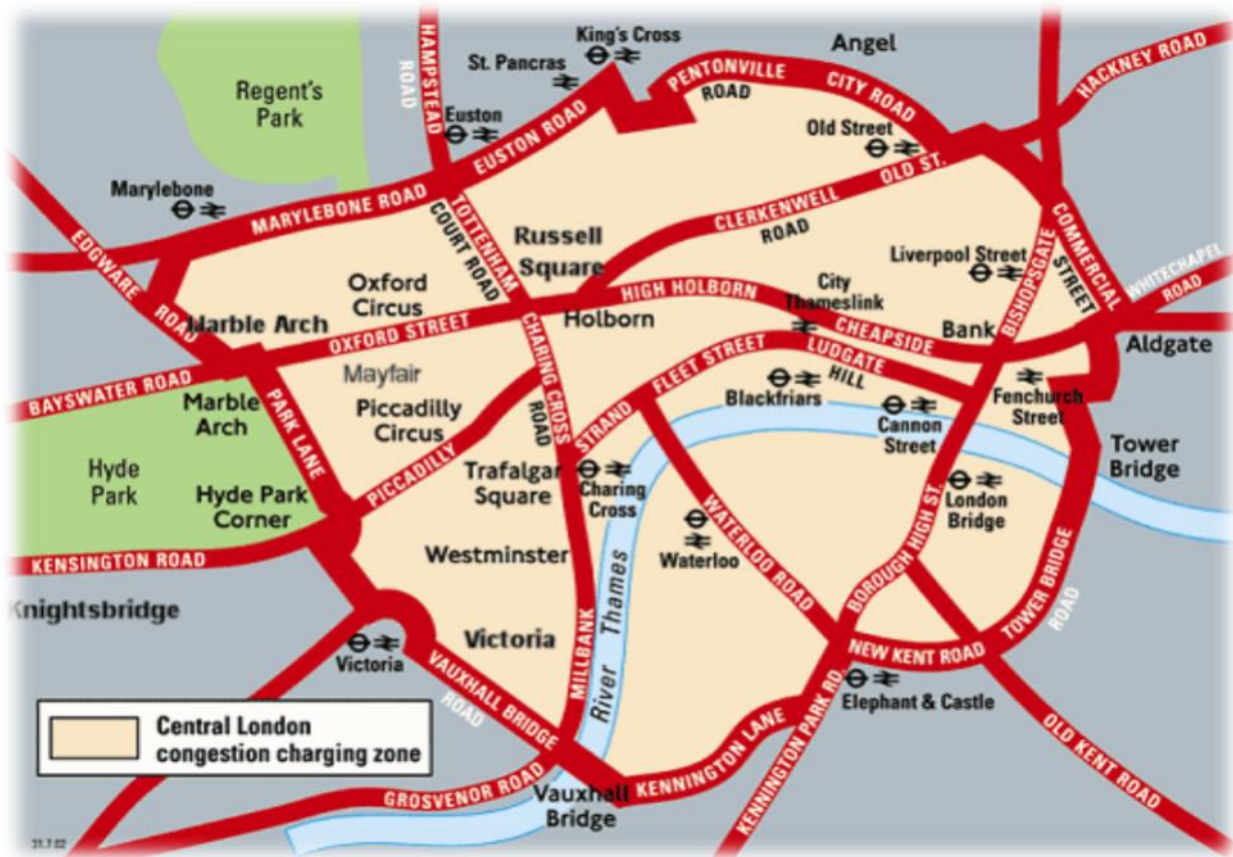 King's Cross
Angel
HAMPSTEAD
ROAD
St. Pancras
PENTONVILLE
ROAD
CITY ROAD
HACKNEY ROAD
Regent's
Park
Euston
EUSTON ROAD
Old Street
OLD ST.
Marylebone
MARYLEBONE ROAD
CLERKENWELL
ROAD
TOTTENHAM
COURT ROAD
Russell
Square
EDGWARE
ROAD
Liverpool Street
BISHOPSGATE
COMMERCIAL
STREET
WHITECHAPEL
ROAD
Oxford
Circus
City
Thameslink
HIGH HOLBORN
Holborn
Marble Arch
OXFORD STREET
CHEAPSIDE
Bank
Aldgate
CHARING CROSS
ROAD
FLEET STREET
LUDGATE
HILL
BAYSWATER ROAD
Mayfair
Marble
Arch
PARK LANE
Piccadilly
Circus
STRAND
Blackfriars
Cannon
Street
Fenchurch
Street
Hyde
Park
Hyde Park
Corner
PICCADILLY
Trafalgar
Square
Charing
Cross
Tower
Bridge
London
Bridge
WATERLOO ROAD
Waterloo
BOROUGH HIGH ST.
TOWER BRIDGE
ROAD
KENSINGTON ROAD
Westminster
Knightsbridge
Victoria
Victoria
MILLBANK
River Thames
VAUXHALL BRIDGE
ROAD
NEW KENT ROAD
Elephant & Castle
KENNINGTON PARK RD.
OLD KENT ROAD
KENNINGTON LANE
Central London
congestion charging zone
GROSVENOR ROAD
Vauxhall
Bridge
31.7.02